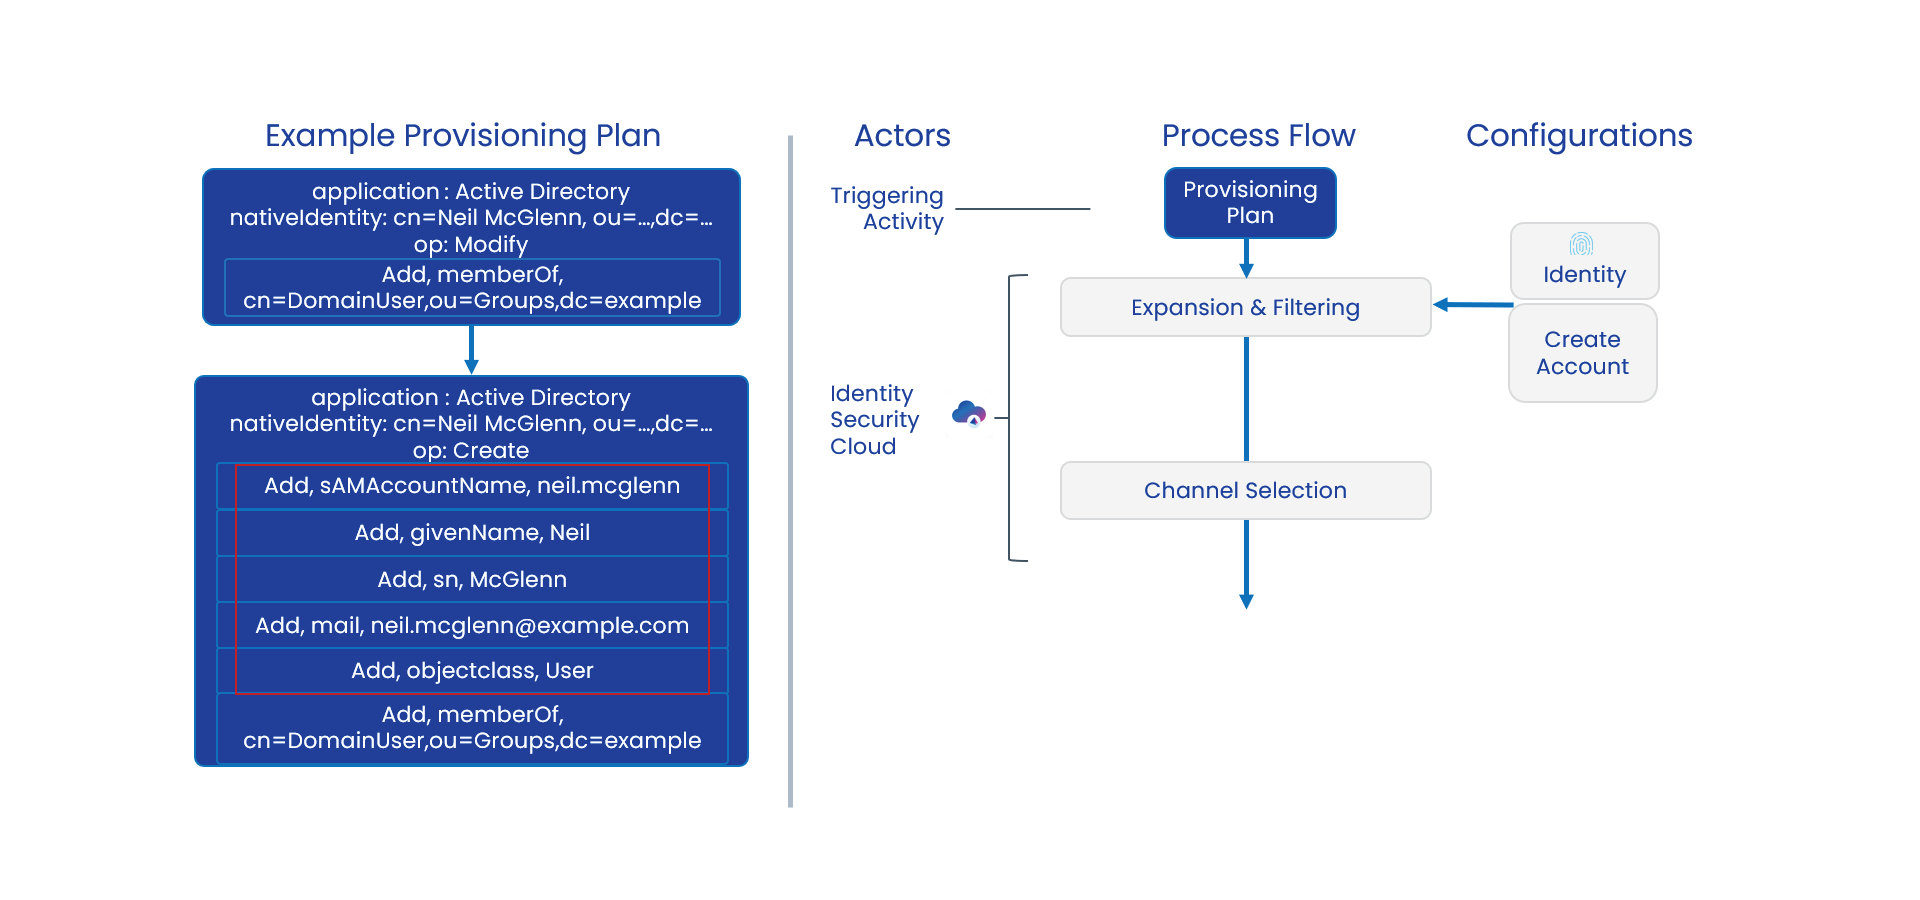 Example Provisioning Plan
application : Active Directory
nativeIdentity: cn=Neil McGlenn, ou=...,dc=...
op: Modify
Add, memberOf,
cn=DomainUser,ou=Groups,dc=example
application : Active Directory
nativeIdentity: cn=Neil McGlenn, ou=...,dc=...
op: Create
Add, sAMAccountName, neil.mcglenn
Add, givenName, Neil
Add, sn, McGlenn
Add, mail, neil.mcglenn@example.com
Add, objectclass, User
Add, memberOf,
cn=DomainUser,ou=Groups,dc=example
Actors
Triggering
Activity
Identity
Security
Cloud
Process Flow
Provisioning
Plan
Expansion & Filtering
Channel Selection
Configurations
Identity
Create
Account